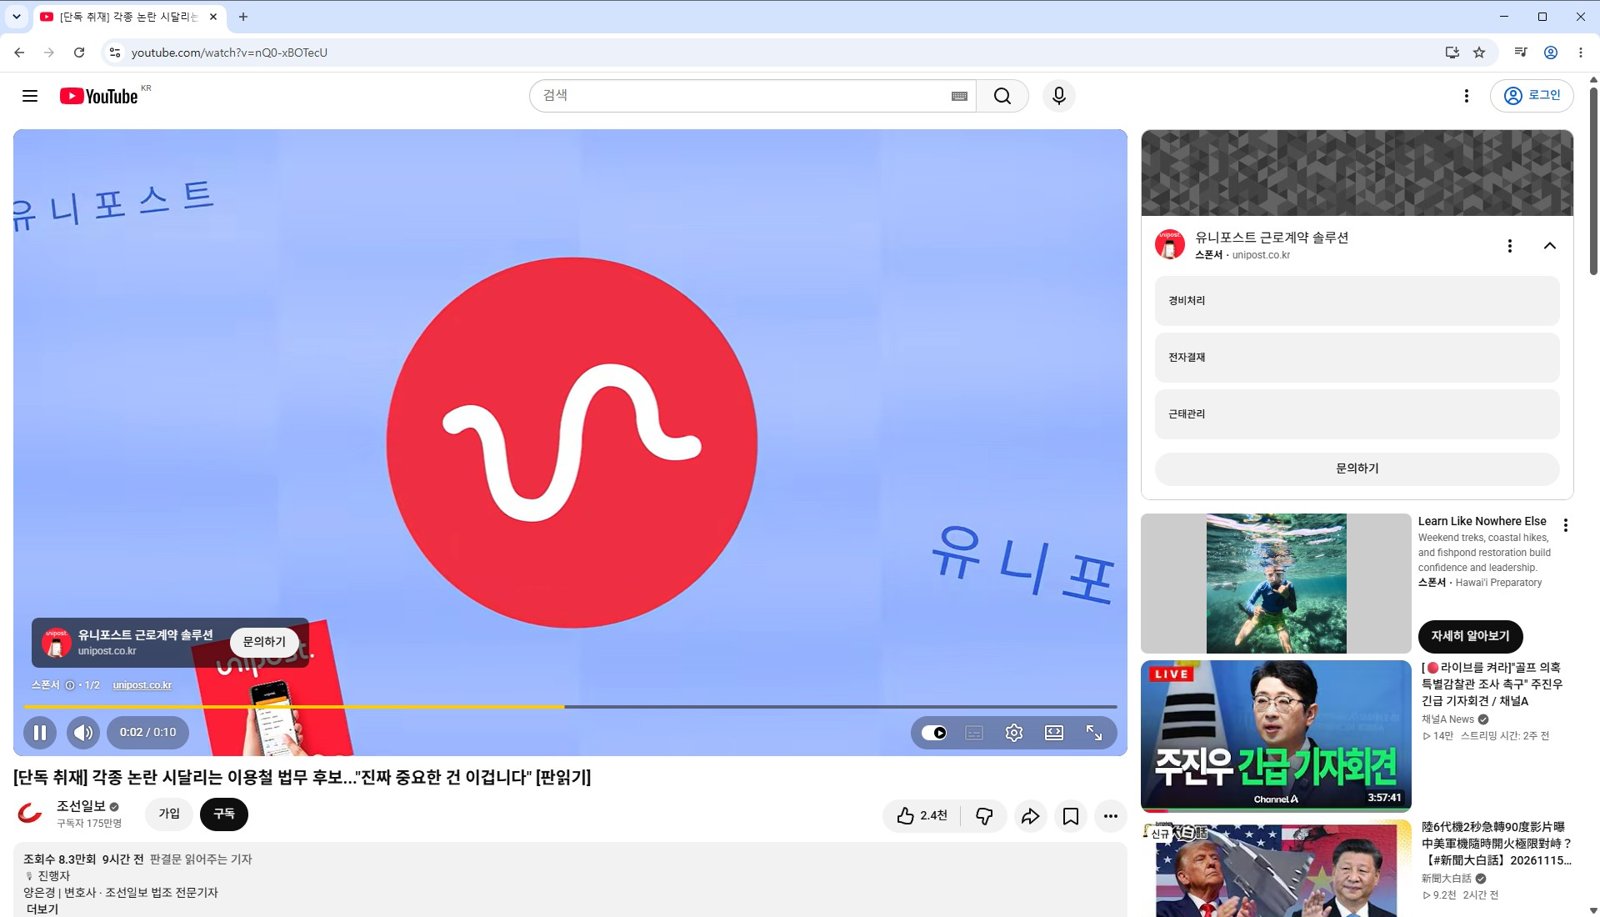 [단독 취재] 각종 논란 시달리는
youtube.com/watch?v=nQ0-xBOTecU
YouTube KR
검색
로그인
유니포스트
유니포
unipost.
유니포스트 근로계약 솔루션
unipost.co.kr
문의하기
스폰서 · 1/2 unipost.co.kr
0:02 / 0:10
[단독 취재] 각종 논란 시달리는 이용철 법무 후보..."진짜 중요한 건 이겁니다" [판읽기]
조선일보
구독자 175만명
가입
구독
2.4천
조회수 8.3만회 9시간 전 판결문 읽어주는 기자
🎙 진행자
양은경 | 변호사 · 조선일보 법조 전문기자
더보기
유니포스트 근로계약 솔루션
스폰서 · unipost.co.kr
경비처리
전자결재
근태관리
문의하기
Learn Like Nowhere Else
Weekend treks, coastal hikes,
and fishpond restoration build
confidence and leadership.
스폰서 · Hawai'i Preparatory
자세히 알아보기
LIVE
주진우 긴급 기자회견
Channel A
3:57:41
[🔴라이브를 켜라]"골프 의혹
특별감찰관 조사 촉구" 주진우
긴급 기자회견 / 채널A
채널A News
14만 스트리밍 시간: 2주 전
신규
大白話
陸6代機2秒急轉90度影片曝
中美軍機隨時開火極限對峙？
【#新聞大白話】20261115...
新聞大白話
9.2천 2시간 전